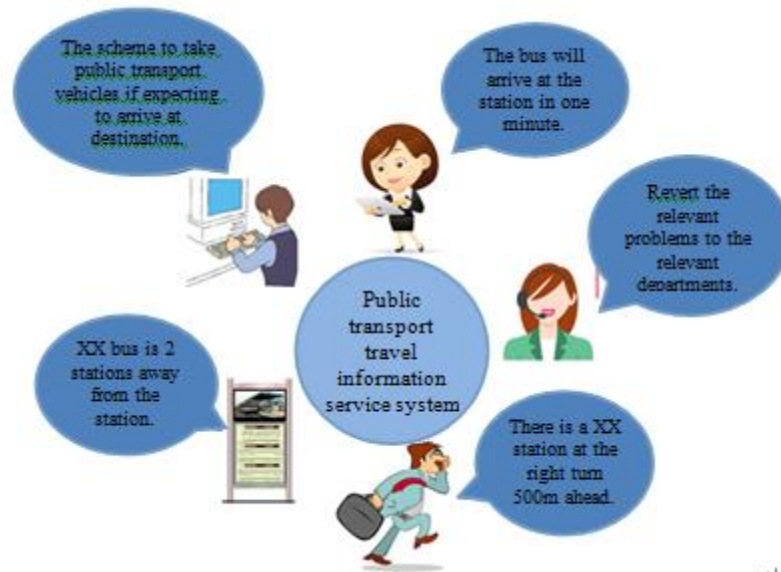 The scheme to take
public transport
vehicles if expecting
to arrive at
destination.
The bus will
arrive at the
station in one
minute.
Revert the
relevant
problems to the
relevant
departments.
Public
transport
travel
information
service system
XX bus is 2
stations away
from the
station.
There is a XX
station at the
right turn
500m ahead.